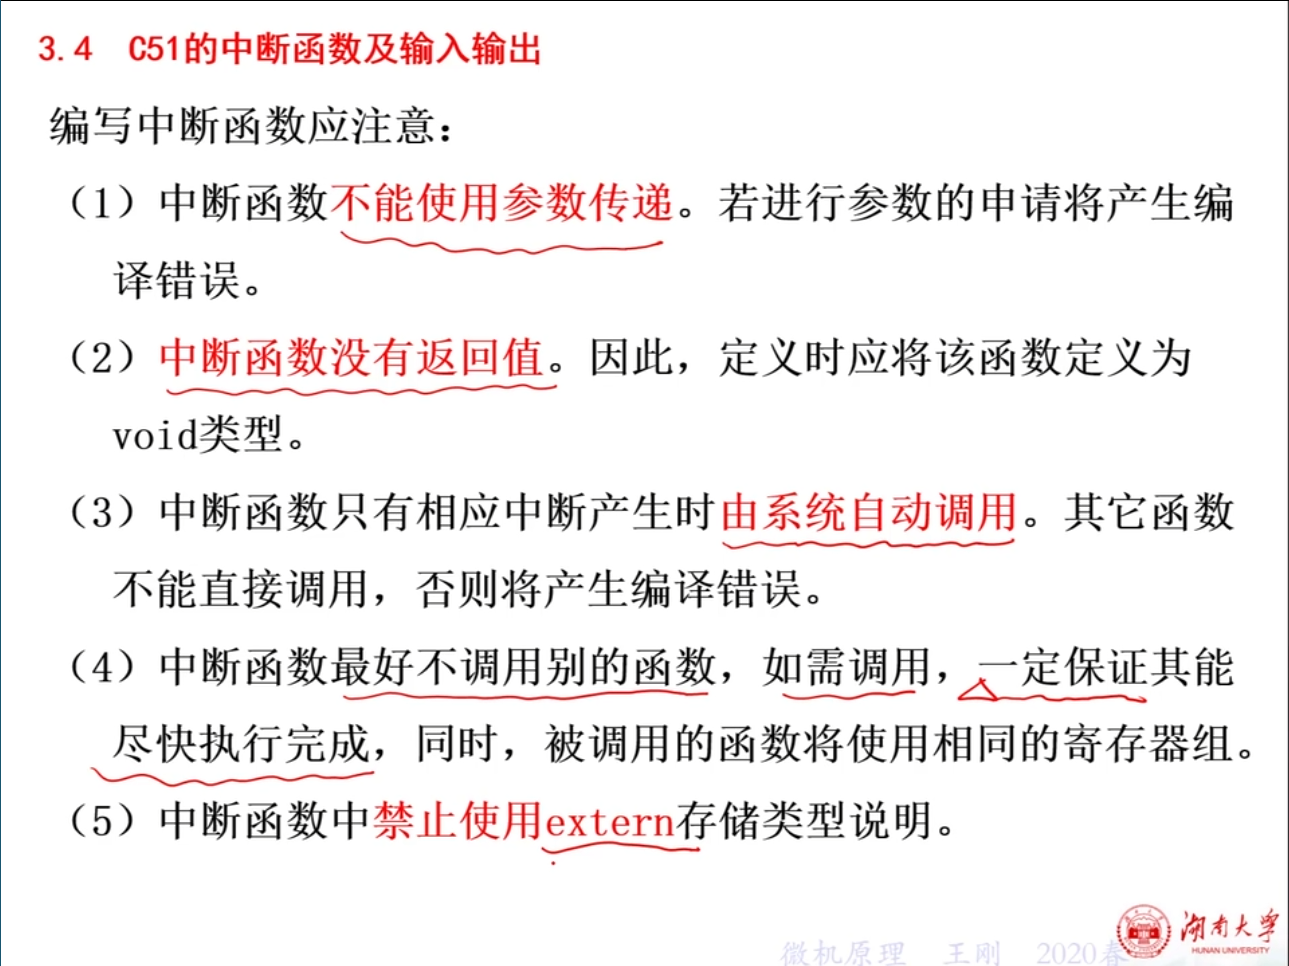 3.4 C51的中断函数及输入输出
编写中断函数应注意：
（1）中断函数不能使用参数传递。若进行参数的申请将产生编
译错误。
（2）中断函数没有返回值。因此，定义时应将该函数定义为
void类型。
（3）中断函数只有相应中断产生时由系统自动调用。其它函数
不能直接调用，否则将产生编译错误。
（4）中断函数最好不调用别的函数，如需调用，一定保证其能
尽快执行完成，同时，被调用的函数将使用相同的寄存器组。
（5）中断函数中禁止使用extern存储类型说明。
湖南大学
HUNAN UNIVERSITY
微机原理 王刚 2020春